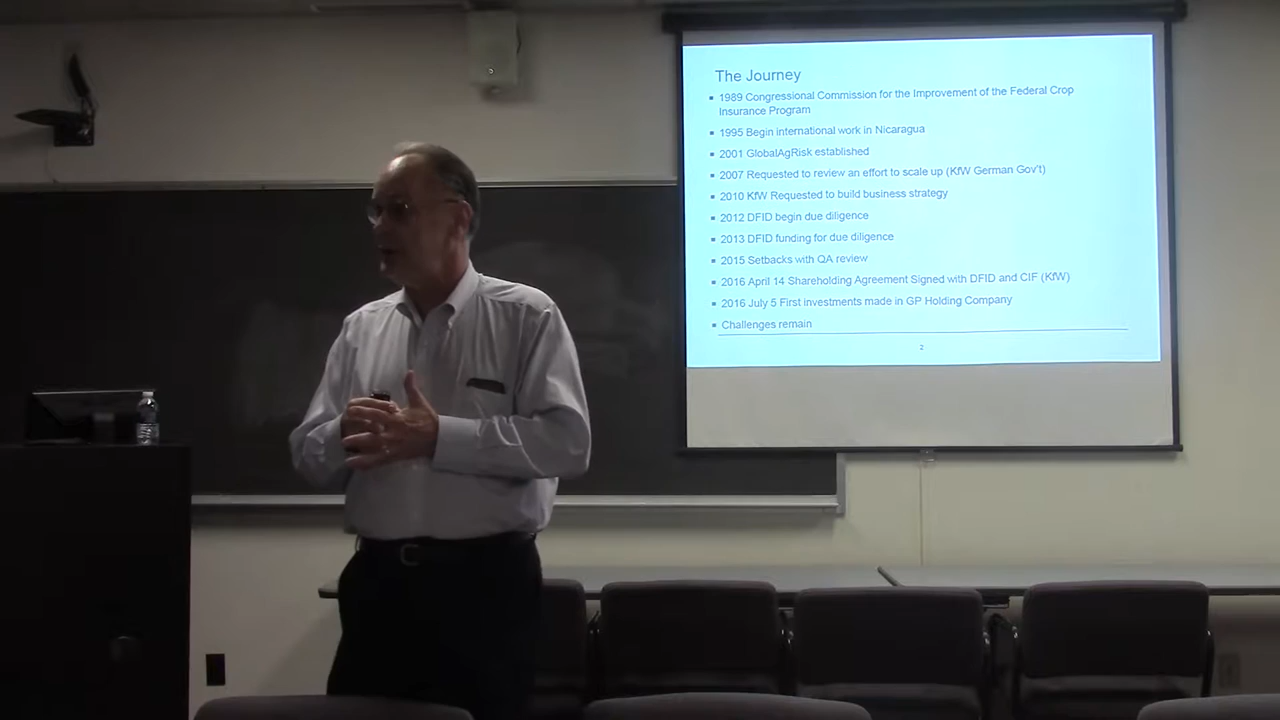 The Journey
▪ 1989 Congressional Commission for the Improvement of the Federal Crop
Insurance Program
▪ 1995 Begin international work in Nicaragua
▪ 2001 GlobalAgRisk established
▪ 2007 Requested to review an effort to scale up (KfW German Gov't)
▪ 2010 KfW Requested to build business strategy
▪ 2012 DFID begin due diligence
▪ 2013 DFID funding for due diligence
▪ 2015 Setbacks with QA review
▪ 2016 April 14 Shareholding Agreement Signed with DFID and CIF (KfW)
▪ 2016 July 5 First investments made in GP Holding Company
▪ Challenges remain
2